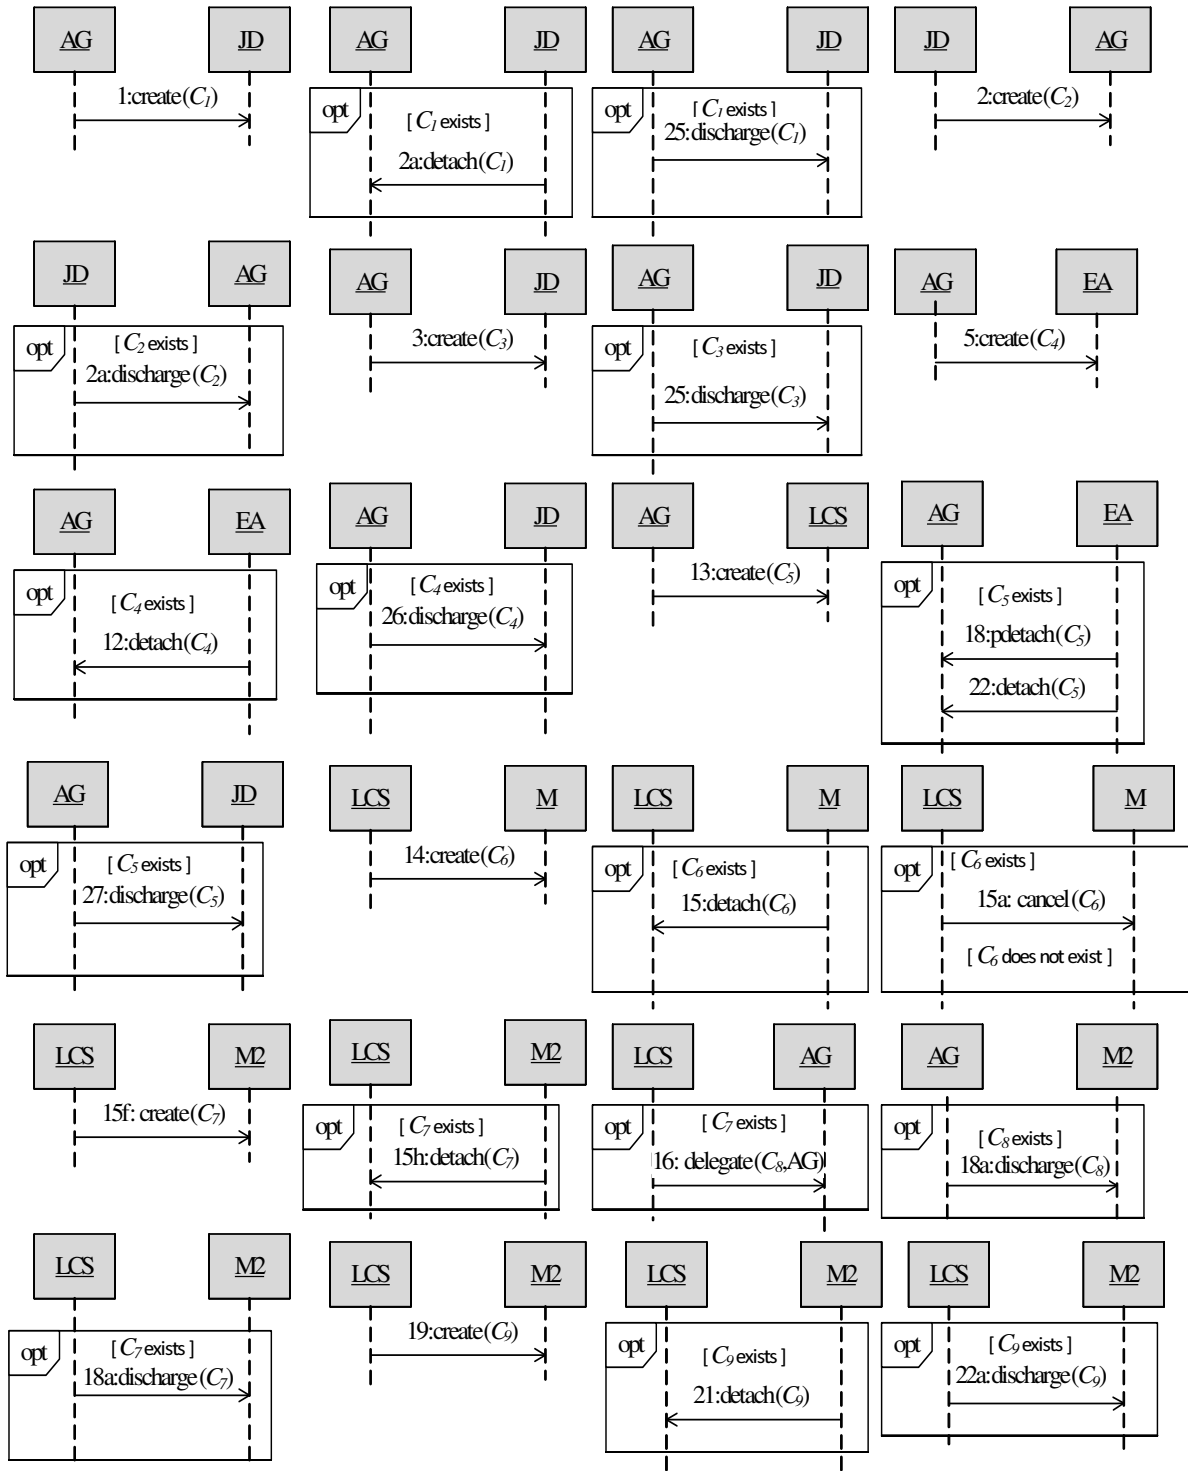 AG JD
1:create(C1)
AG JD
opt
[ C1 exists ]
2a:detach(C1)
AG JD
opt
[ C1 exists ]
25:discharge(C1)
JD AG
2:create(C2)
JD AG
opt
[ C2 exists ]
2a:discharge(C2)
AG JD
3:create(C3)
AG JD
opt
[ C3 exists ]
25:discharge(C3)
AG EA
5:create(C4)
AG EA
opt
[ C4 exists ]
12:detach(C4)
AG JD
opt
[ C4 exists ]
26:discharge(C4)
AG LCS
13:create(C5)
AG EA
opt
[ C5 exists ]
18:pdetach(C5)
22:detach(C5)
AG JD
opt
[ C5 exists ]
27:discharge(C5)
LCS M
14:create(C6)
LCS M
opt
[ C6 exists ]
15:detach(C6)
LCS M
opt
[ C6 exists ]
15a: cancel(C6)
[ C6 does not exist ]
LCS M2
15f: create(C7)
LCS M2
opt
[ C7 exists ]
15h:detach(C7)
LCS AG
opt
[ C7 exists ]
16: delegate(C8,AG)
AG M2
opt
[ C8 exists ]
18a:discharge(C8)
LCS M2
opt
[ C7 exists ]
18a:discharge(C7)
LCS M2
19:create(C9)
LCS M2
opt
[ C9 exists ]
21:detach(C9)
LCS M2
opt
[ C9 exists ]
22a:discharge(C9)